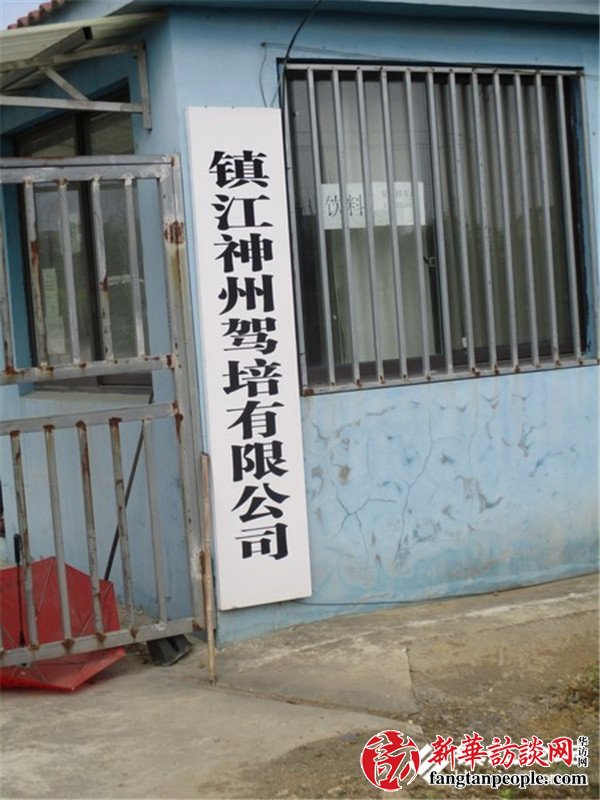 镇江神州驾培有限公司
饮料
新華訪談网
华访网
fangtanpeople.com